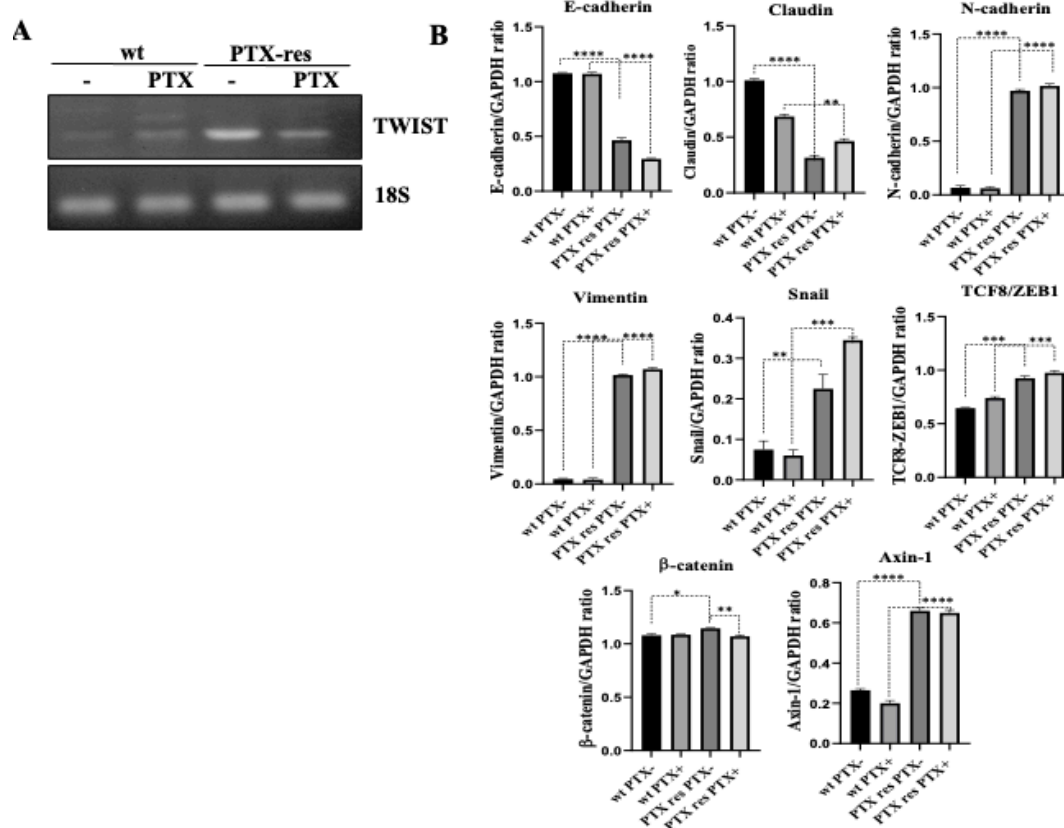 A
wt
PTX-res
-
PTX
-
PTX
TWIST
18S
B
E-cadherin
E-cadherin/GAPDH ratio
1.5
1.0
0.5
0.0
****
****
wt PTX-
wt PTX+
PTX res PTX-
PTX res PTX+
Claudin
Claudin/GAPDH ratio
1.5
1.0
0.5
0.0
****
**
wt PTX-
wt PTX+
PTX res PTX-
PTX res PTX+
N-cadherin
N-cadherin/GAPDH ratio
1.5
1.0
0.5
0.0
****
****
wt PTX-
wt PTX+
PTX res PTX-
PTX res PTX+
Vimentin
Vimentin/GAPDH ratio
1.5
1.0
0.5
0.0
****
****
wt PTX-
wt PTX+
PTX res PTX-
PTX res PTX+
Snail
Snail/GAPDH ratio
0.4
0.3
0.2
0.1
0.0
**
***
wt PTX-
wt PTX+
PTX res PTX-
PTX res PTX+
TCF8/ZEB1
TCF8-ZEB1/GAPDH ratio
1.5
1.0
0.5
0.0
***
***
wt PTX-
wt PTX+
PTX res PTX-
PTX res PTX+
β-catenin
β-catenin/GAPDH ratio
1.5
1.0
0.5
0.0
*
**
wt PTX-
wt PTX+
PTX res PTX-
PTX res PTX+
Axin-1
Axin-1/GAPDH ratio
0.8
0.6
0.4
0.2
0.0
****
****
wt PTX-
wt PTX+
PTX res PTX-
PTX res PTX+